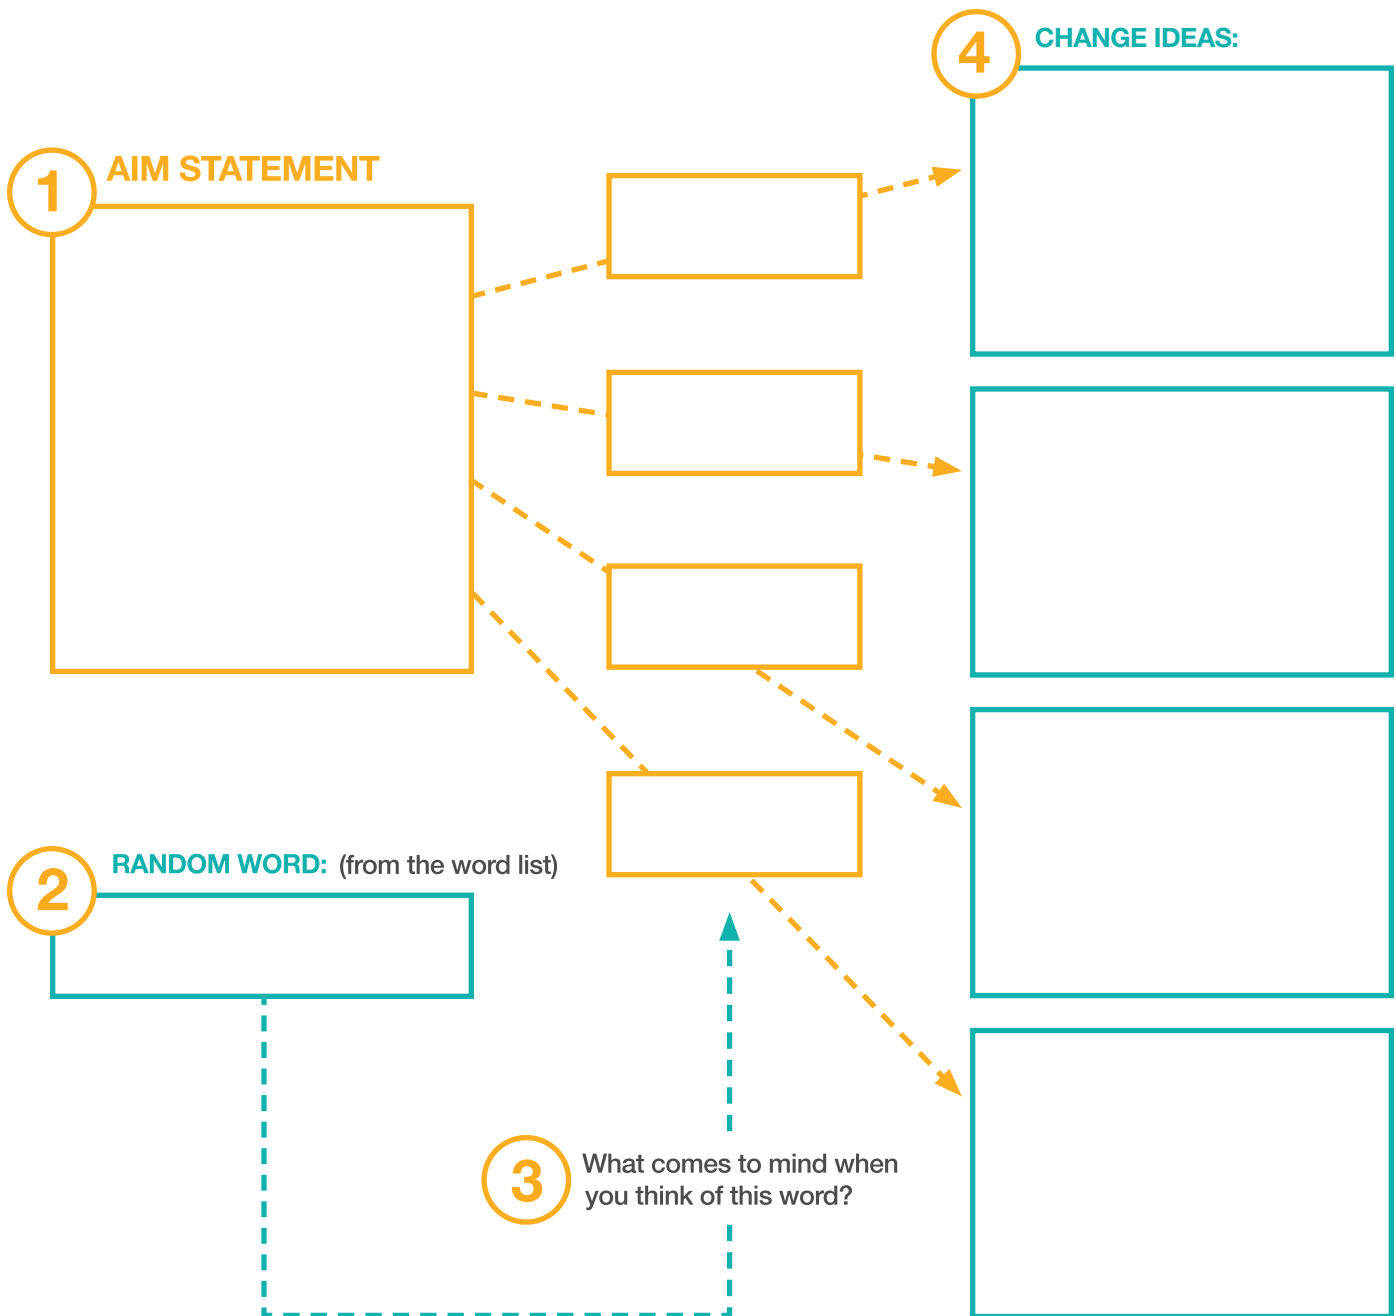 1
AIM STATEMENT
2
RANDOM WORD: (from the word list)
3
What comes to mind when
you think of this word?
4
CHANGE IDEAS: